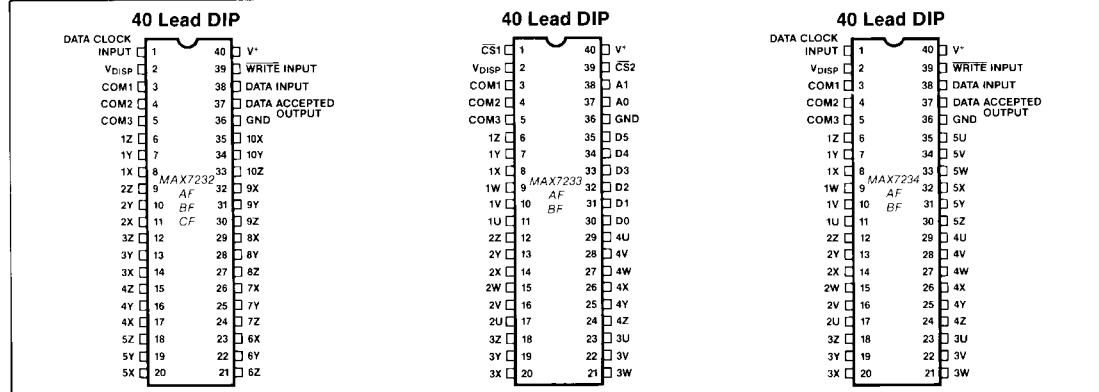 40 Lead DIP
DATA CLOCK
INPUT 1 40 V+
VDISP 2 39 WRITE INPUT
COM1 3 38 DATA INPUT
COM2 4 37 DATA ACCEPTED
OUTPUT
COM3 5 36 GND
1Z 6 35 10X
1Y 7 34 10Y
1X 8 33 10Z
2Z 9 32 9X
2Y 10 31 9Y
2X 11 30 9Z
3Z 12 29 8X
3Y 13 28 8Y
3X 14 27 8Z
4Z 15 26 7X
4Y 16 25 7Y
4X 17 24 7Z
5Z 18 23 6X
5Y 19 22 6Y
5X 20 21 6Z
MAX7232
AF
BF
CF
40 Lead DIP
CS1 1 40 V+
VDISP 2 39 CS2
COM1 3 38 A1
COM2 4 37 A0
COM3 5 36 GND
1Z 6 35 D5
1Y 7 34 D4
1X 8 33 D3
1W 9 32 D2
1V 10 31 D1
1U 11 30 D0
2Z 12 29 4U
2Y 13 28 4V
2X 14 27 4W
2W 15 26 4X
2V 16 25 4Y
2U 17 24 4Z
3Z 18 23 3U
3Y 19 22 3V
3X 20 21 3W
MAX7233
AF
BF
40 Lead DIP
DATA CLOCK
INPUT 1 40 V+
VDISP 2 39 WRITE INPUT
COM1 3 38 DATA INPUT
COM2 4 37 DATA ACCEPTED
OUTPUT
COM3 5 36 GND
1Z 6 35 5U
1Y 7 34 5V
1X 8 33 5W
1W 9 32 5X
1V 10 31 5Y
1U 11 30 5Z
2Z 12 29 4U
2Y 13 28 4V
2X 14 27 4W
2W 15 26 4X
2V 16 25 4Y
2U 17 24 4Z
3Z 18 23 3U
3Y 19 22 3V
3X 20 21 3W
MAX7234
AF
BF